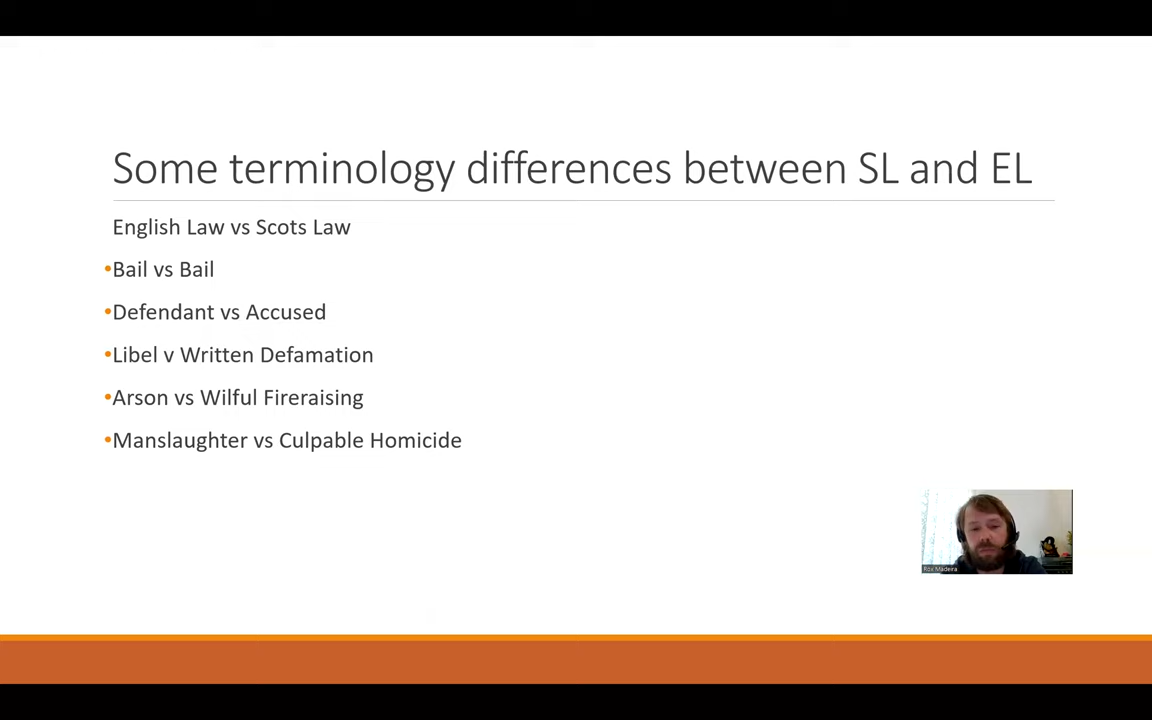 Some terminology differences between SL and EL
English Law vs Scots Law
•Bail vs Bail
•Defendant vs Accused
•Libel v Written Defamation
•Arson vs Wilful Fireraising
•Manslaughter vs Culpable Homicide
Madeira